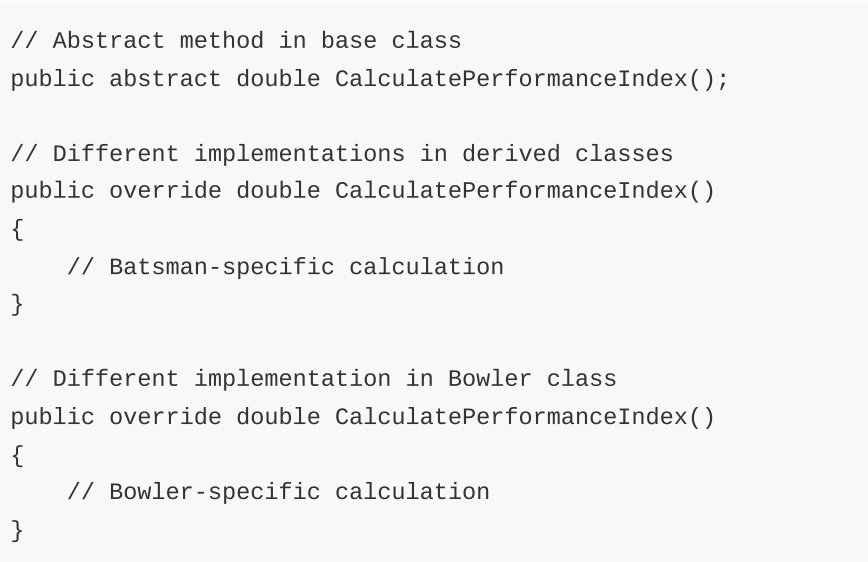 // Abstract method in base class
public abstract double CalculatePerformanceIndex();
// Different implementations in derived classes
public override double CalculatePerformanceIndex()
{
    // Batsman-specific calculation
}
// Different implementation in Bowler class
public override double CalculatePerformanceIndex()
{
    // Bowler-specific calculation
}